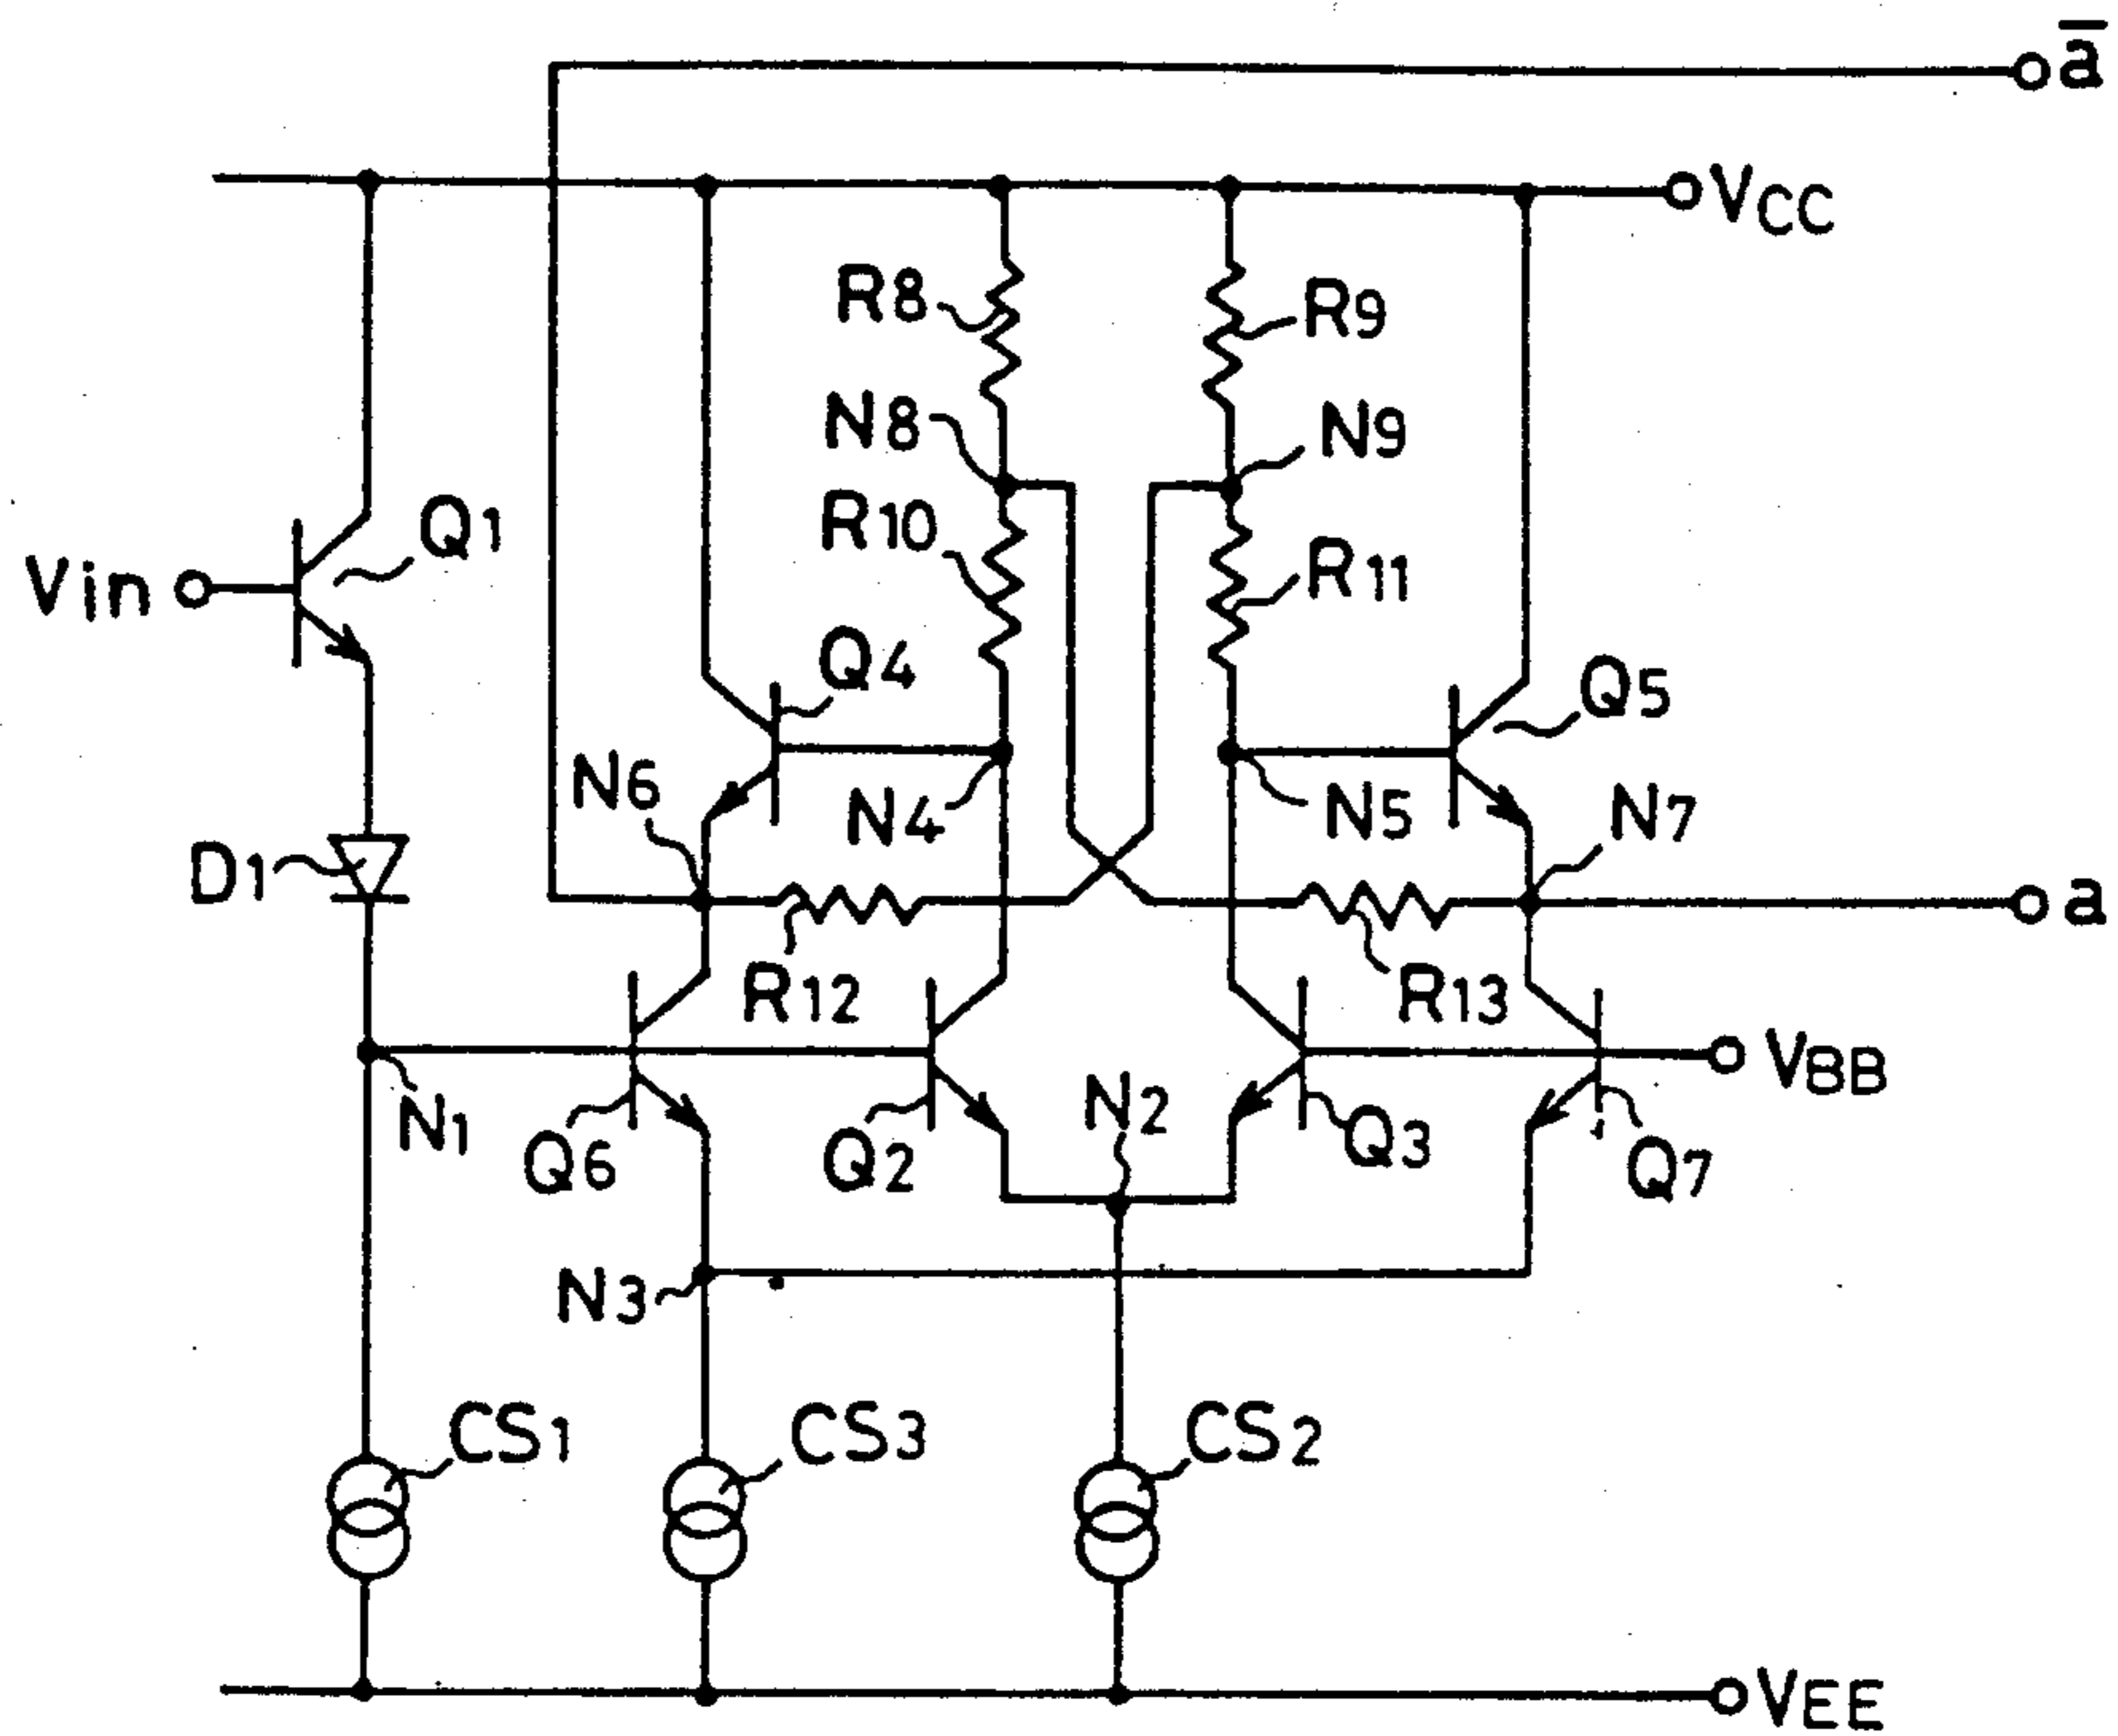 a̅
VCC
R8
R9
N8
N9
R10
Q1
Vin
R11
Q4
Q5
N6
N4
N5
N7
D1
a
R12
R13
VBB
N1
Q6
Q2
N2
Q3
Q7
N3
CS1
CS3
CS2
VEE